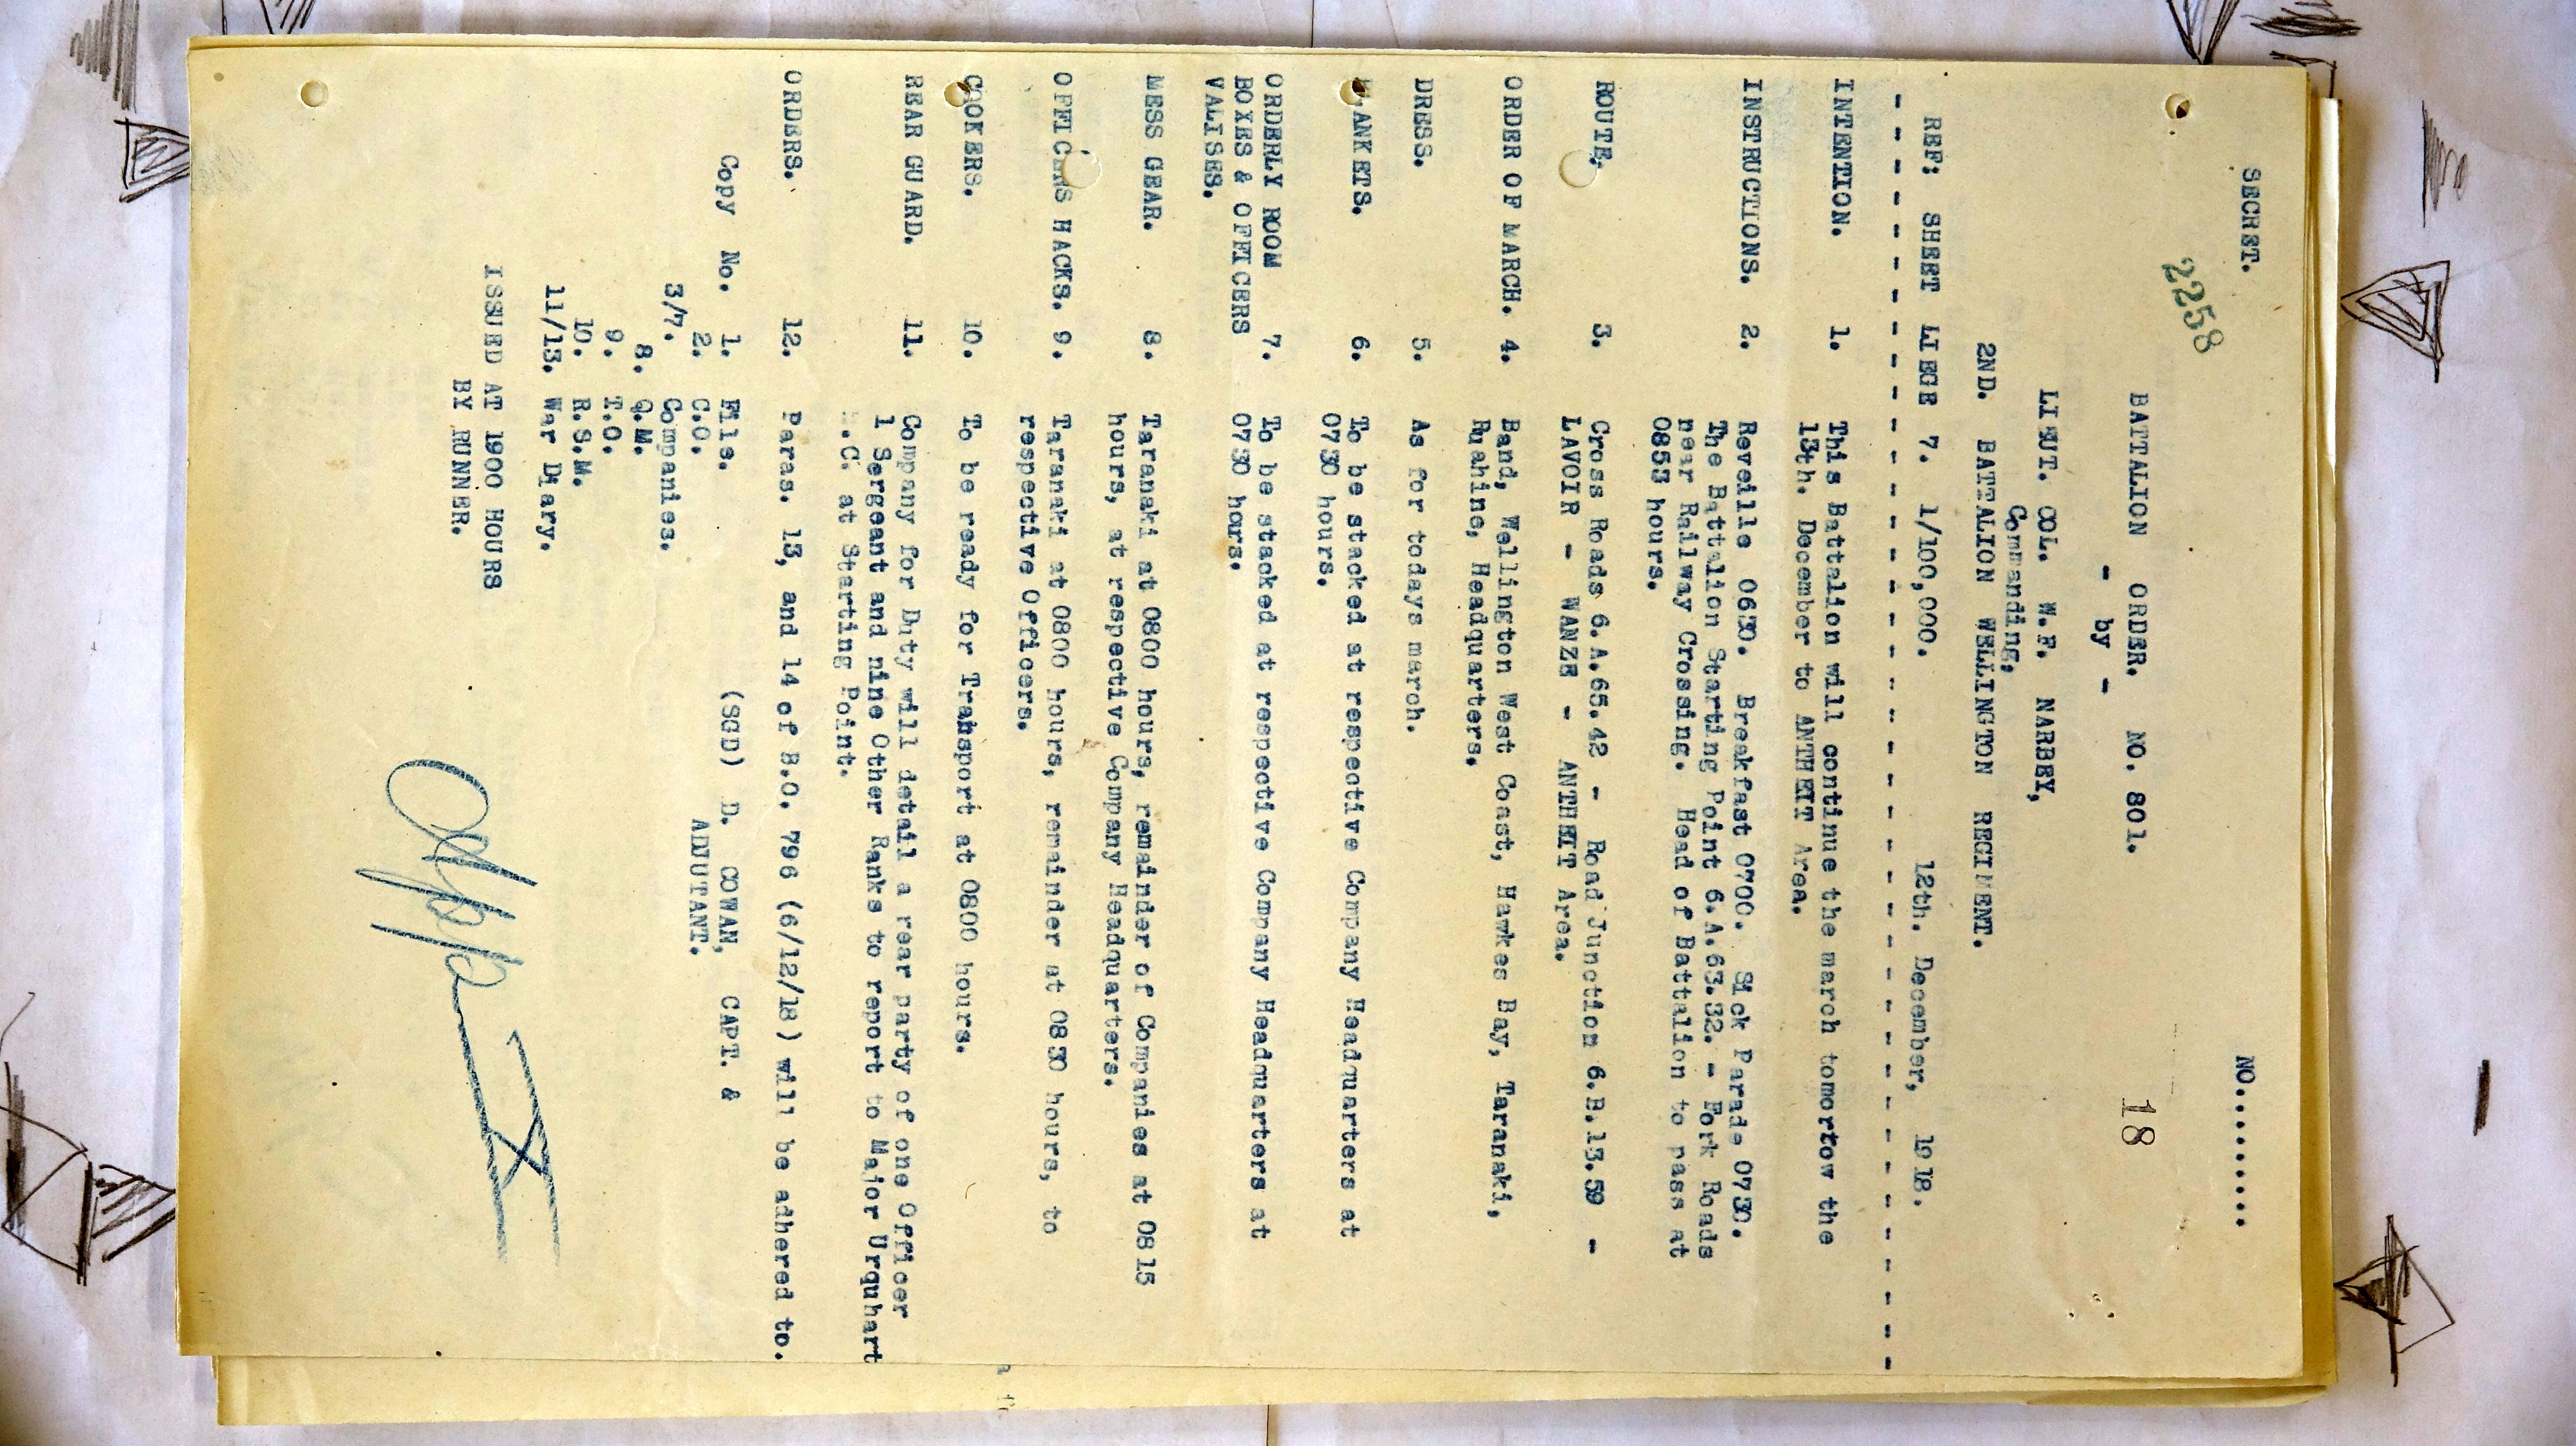 SECRET.
NO..........
2258
BATTALION ORDER. NO. 801.
18
- by -
LIEUT. COL. W.F. NARBEY,
Commanding,
2ND. BATTALION WELLINGTON REGIMENT.
REF; SHEET LIEGE 7. 1/100,000. 12th. December, 1918.
INTENTION. 1. This Battalion will continue the march tomorrow the
13th. December to ANTHEIT Area.
INSTRUCTIONS. 2. Reveille 0630. Breakfast 0700. Sick Parade 0730.
The Battalion Starting Point 6.A.63.32. - Fork Roads
near Railway Crossing. Head of Battalion to pass at
0853 hours.
ROUTE, 3. Cross Roads 6.A.65.42 - Road Junction 6.B.13.59 -
LAVOIR - WANZE - ANTHEIT Area.
ORDER OF MARCH. 4. Band, Wellington West Coast, Hawkes Bay, Taranaki,
Ruahine, Headquarters.
DRESS. 5. As for todays march.
BLANKETS. 6. To be stacked at respective Company Headquarters at
0730 hours.
ORDERLY ROOM 7. To be stacked at respective Company Headquarters at
BOXES & OFFICERS 0730 hours.
VALISES.
MESS GEAR. 8. Taranaki at 0800 hours, remainder of Companies at 0815
hours, at respective Company Headquarters.
OFFICERS HACKS. 9. Taranaki at 0800 hours, remainder at 0830 hours, to
respective Officers.
COOKERS. 10. To be ready for Transport at 0800 hours.
REAR GUARD. 11. Company for Duty will detail a rear party of one Officer
1 Sergeant and nine Other Ranks to report to Major Urquhart
M.C. at Starting Point.
ORDERS. 12. Paras. 13, and 14 of B.O. 796 (6/12/18) will be adhered to.
(SGD) D. COWAN, CAPT. &
ADJUTANT.
Copy No. 1. File.
2. C.O.
3/7. Companies.
8. Q.M.
9. T.O.
10. R.S.M.
11/13. War Diary.
ISSUED AT 1900 HOURS
BY RUNNER.
App X